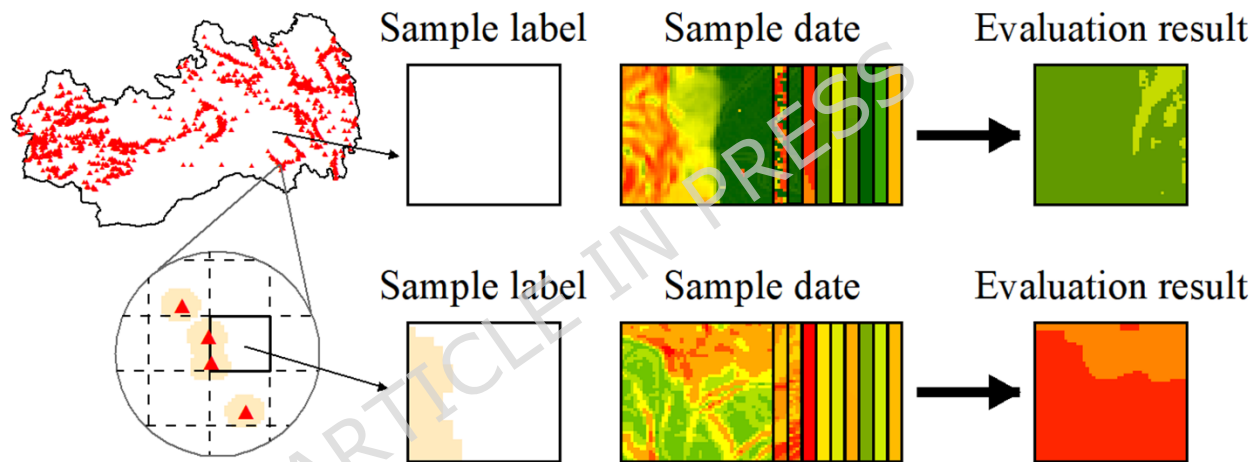 Sample label Sample date Evaluation result
Sample label Sample date Evaluation result
ARTICLE IN PRESS